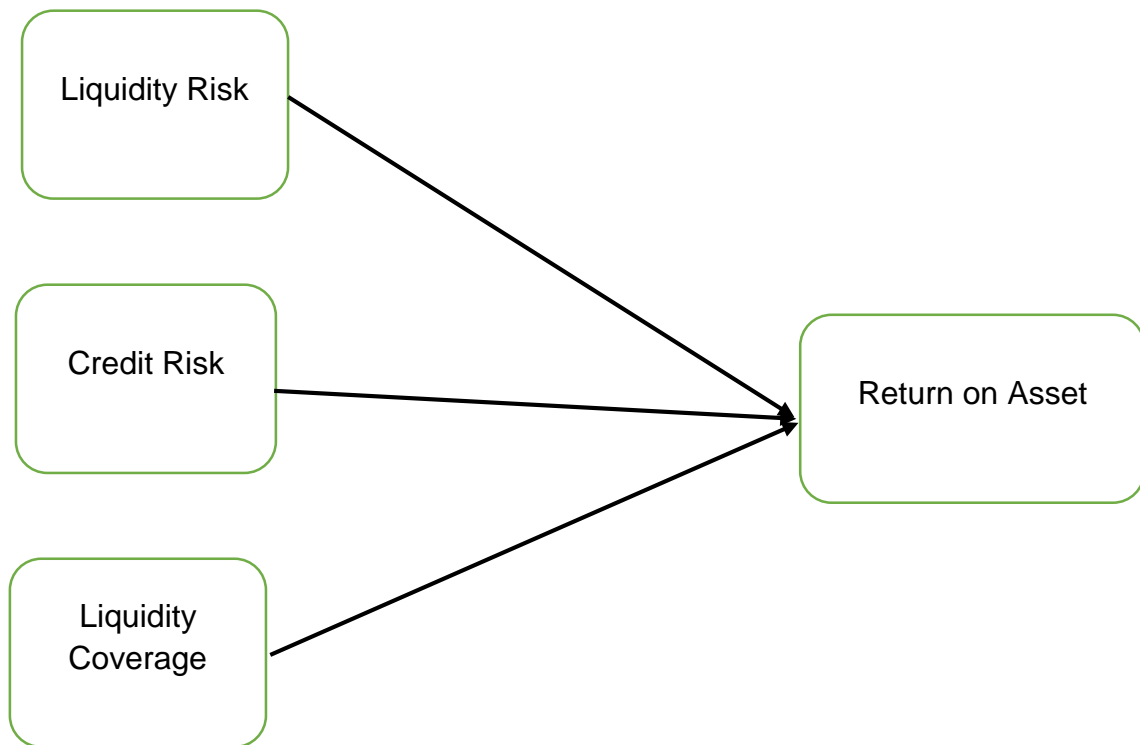 Liquidity Risk
Credit Risk
Return on Asset
Liquidity
Coverage